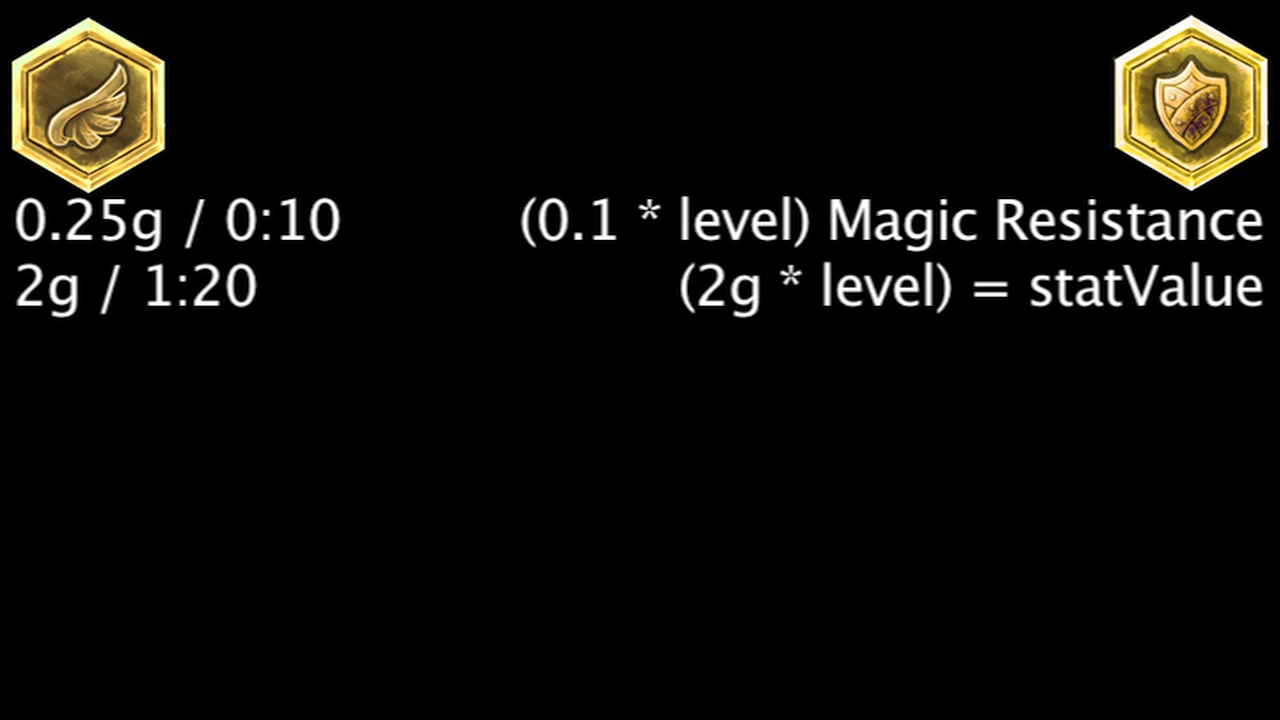 0.25g / 0:10
2g / 1:20
(0.1 * level) Magic Resistance
(2g * level) = statValue